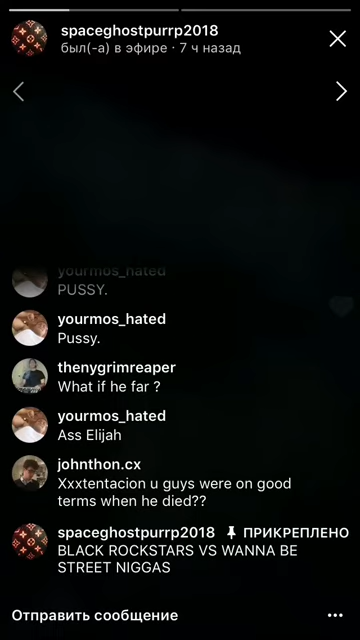 spaceghostpurrp2018
был(-а) в эфире · 7 ч назад
yourmos_hated
PUSSY.
yourmos_hated
Pussy.
thenygrimreaper
What if he far ?
yourmos_hated
Ass Elijah
johnthon.cx
Xxxtentacion u guys were on good
terms when he died??
spaceghostpurrp2018 ПРИКРЕПЛЕНО
BLACK ROCKSTARS VS WANNA BE
STREET NIGGAS
Отправить сообщение